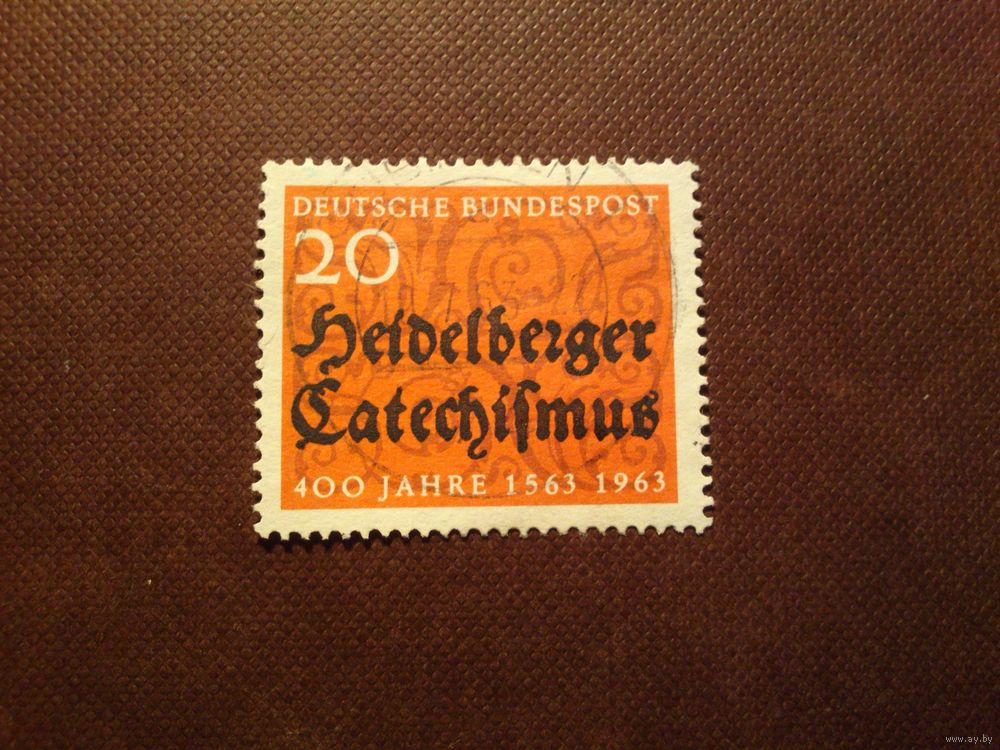 DEUTSCHE BUNDESPOST
20
Heidelberger
Catechiſmus
400 JAHRE 1563 1963
www.ay.by